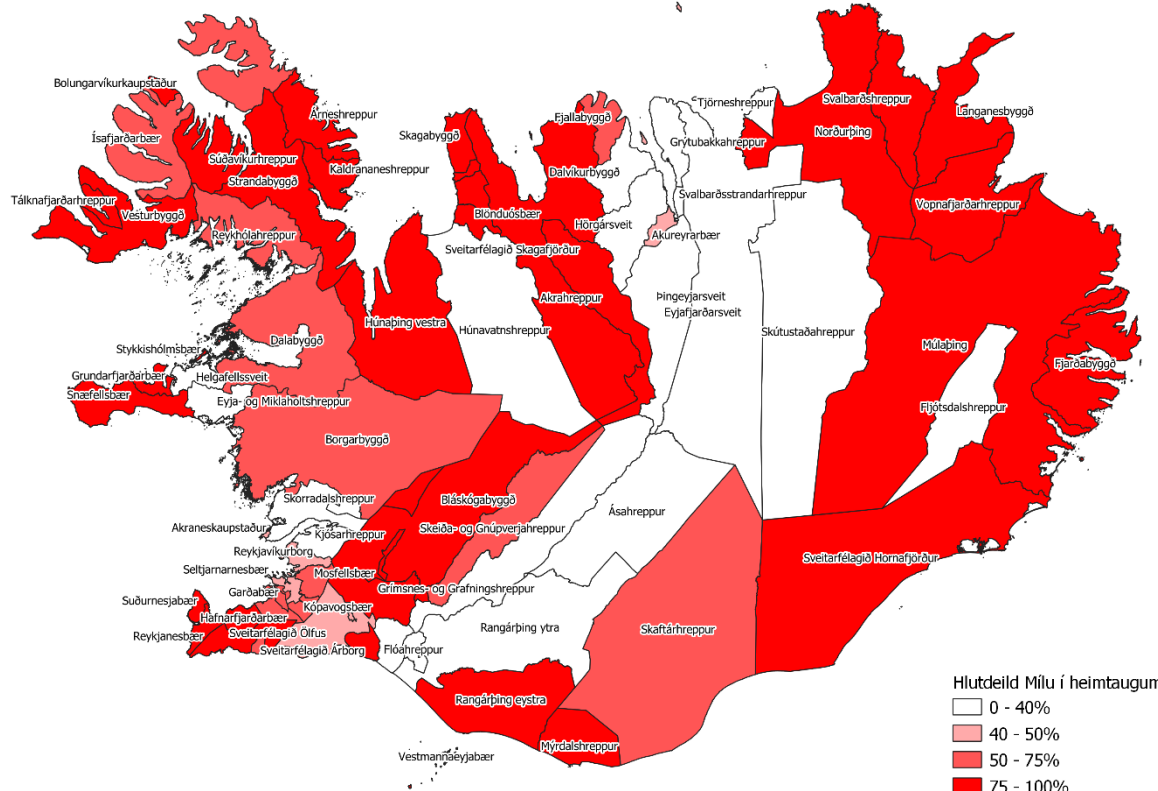 Bolungarvíkurkaupstaður
Ísafjarðarbær
Árneshreppur
Súðavíkurhreppur
Kaldrananeshreppur
Strandabyggð
Tálknafjarðarhreppur
Vesturbyggð
Reykhólahreppur
Skagabyggð
Fjallabyggð
Tjörneshreppur
Svalbarðshreppur
Langanesbyggð
Norðurþing
Grýtubakkahreppur
Dalvíkurbyggð
Svalbarðsstrandarhreppur
Vopnafjarðarhreppur
Blönduósbær
Hörgársveit
Akureyrarbær
Sveitarfélagið Skagafjörður
Akrahreppur
Þingeyjarsveit
Eyjafjarðarsveit
Húnaþing vestra
Húnavatnshreppur
Skútustaðahreppur
Dalabyggð
Múlaþing
Stykkishólmsbær
Fjarðabyggð
Grundarfjarðarbær
Helgafellssveit
Snæfellsbær
Eyja- og Miklaholtshreppur
Fljótsdalshreppur
Borgarbyggð
Skorradalshreppur
Bláskógabyggð
Ásahreppur
Akraneskaupstaður
Kjósarhreppur
Skeiða- og Gnúpverjahreppur
Reykjavíkurborg
Sveitarfélagið Hornafjörður
Seltjarnarnesbær
Mosfellsbær
Garðabær
Grímsnes- og Grafningshreppur
Suðurnesjabær
Kópavogsbær
Hafnarfjarðarbær
Reykjanesbær
Sveitarfélagið Ölfus
Rangárþing ytra
Skaftárhreppur
Sveitarfélagið Árborg
Flóahreppur
Rangárþing eystra
Mýrdalshreppur
Vestmannaeyjabær
Hlutdeild Mílu í heimtaugum
0 - 40%
40 - 50%
50 - 75%
75 - 100%